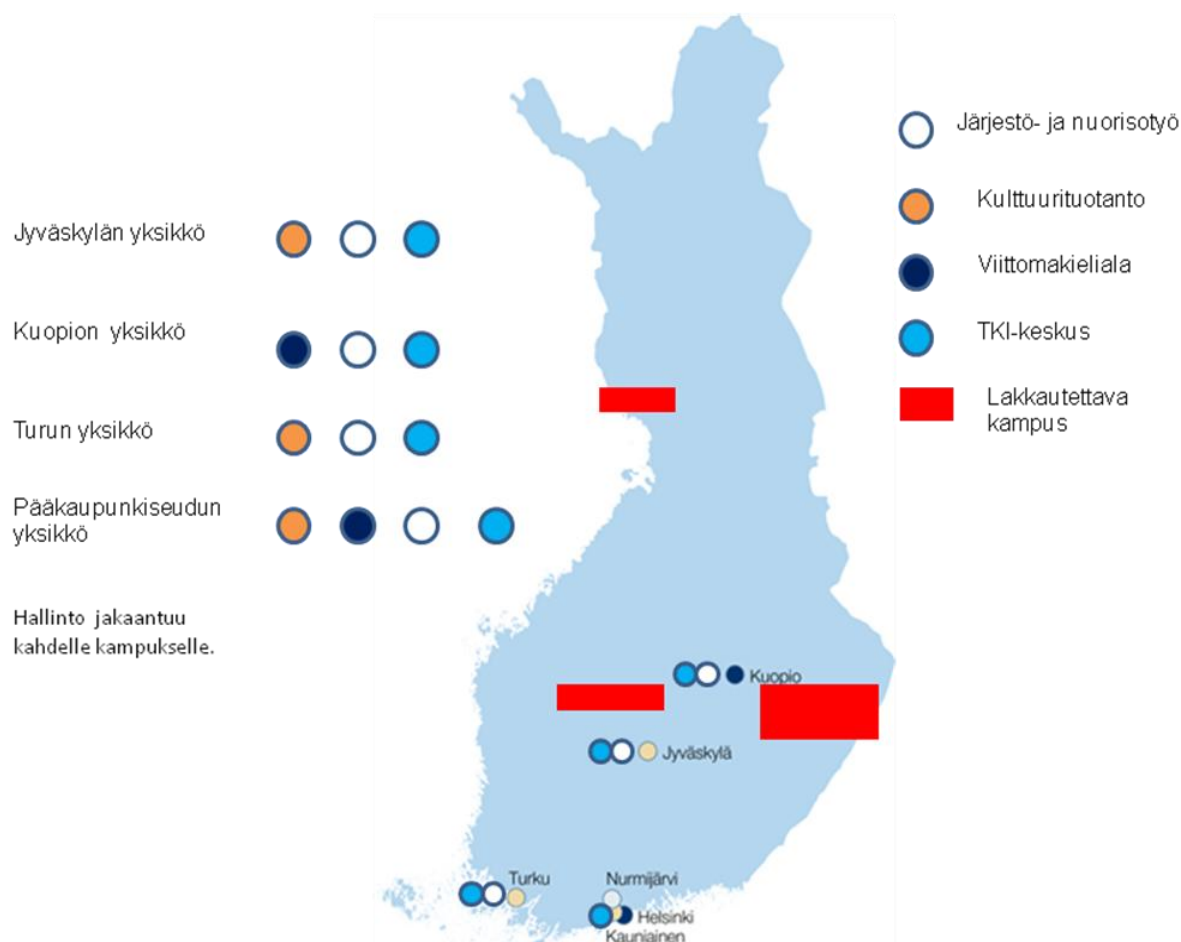 Järjestö- ja nuorisotyö
Kulttuurituotanto
Viittomakieliala
TKI-keskus
Lakkautettava
kampus
Jyväskylän yksikkö
Kuopion yksikkö
Turun yksikkö
Pääkaupunkiseudun
yksikkö
Hallinto jakaantuu
kahdelle kampukselle.
Kuopio
Jyväskylä
Turku
Nurmijärvi
Helsinki
Kauniainen